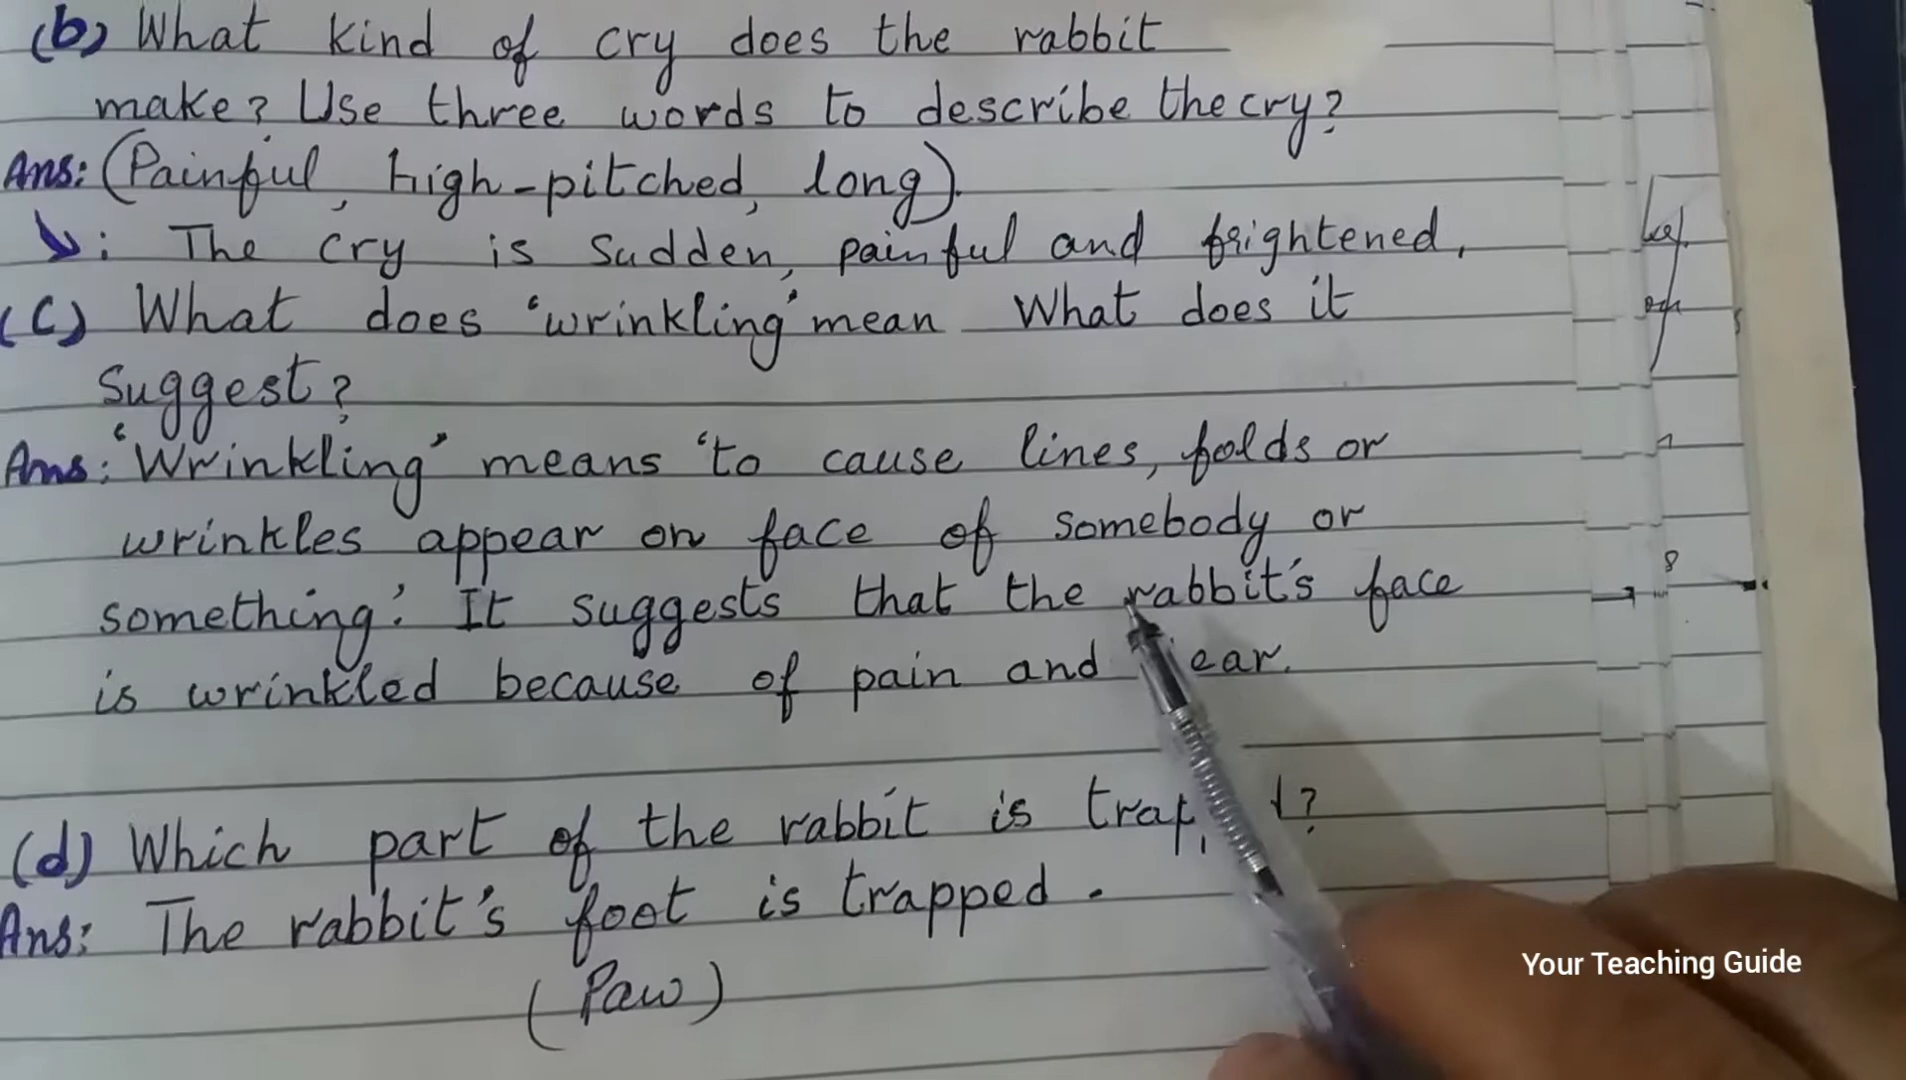 (b) What kind of cry does the rabbit
make? Use three words to describe the cry?
Ans: (Painful, high-pitched, long).
: The cry is sudden, painful and frightened.
(C) What does 'wrinkling' mean What does it
suggest?
Ans: 'Wrinkling' means 'to cause lines, folds or
wrinkles appear on face of somebody or
something'. It suggests that the rabbit's face
is wrinkled because of pain and
(d) Which part of the rabbit is
Ans: The rabbit's foot is trapped.
(Paw)
8
Your Teaching Guide